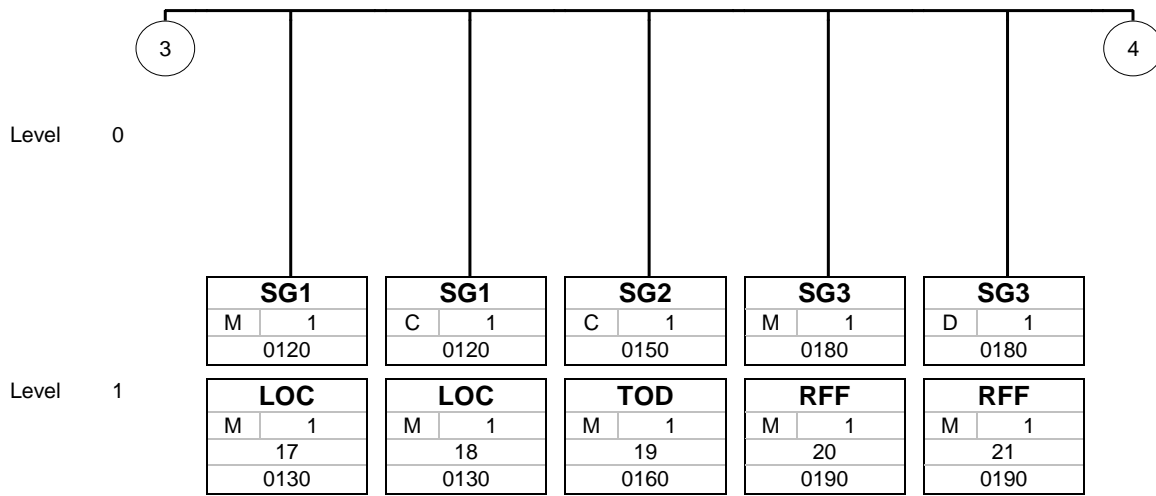 3 4
Level 0
SG1 SG1 SG2 SG3 SG3
M 1 C 1 C 1 M 1 D 1
0120 0120 0150 0180 0180
Level 1
LOC LOC TOD RFF RFF
M 1 M 1 M 1 M 1 M 1
17 18 19 20 21
0130 0130 0160 0190 0190